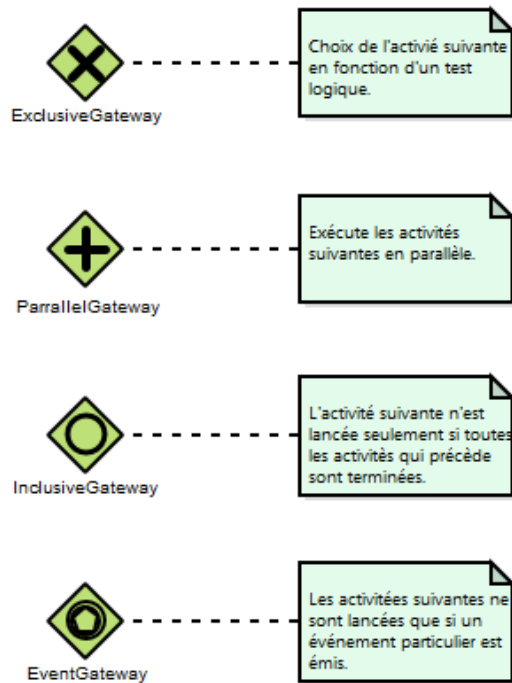 Choix de l'activié suivante
en fonction d'un test
logique.
ExclusiveGateway
Exécute les activités
suivantes en parallèle.
ParrallelGateway
L'activité suivante n'est
lancée seulement si toutes
les activitès qui précède
sont terminées.
InclusiveGateway
Les activitées suivantes ne
sont lancées que si un
événement particulier est
émis.
EventGateway